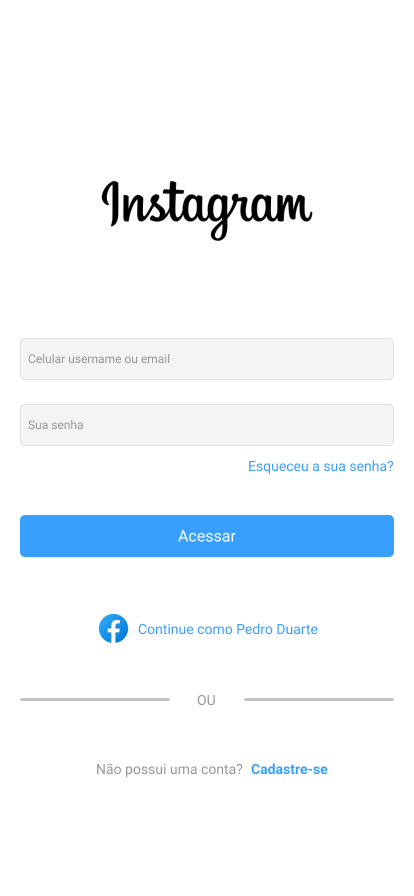 Instagram
Celular username ou email
Sua senha
Esqueceu a sua senha?
Acessar
Continue como Pedro Duarte
OU
Não possui uma conta? Cadastre-se